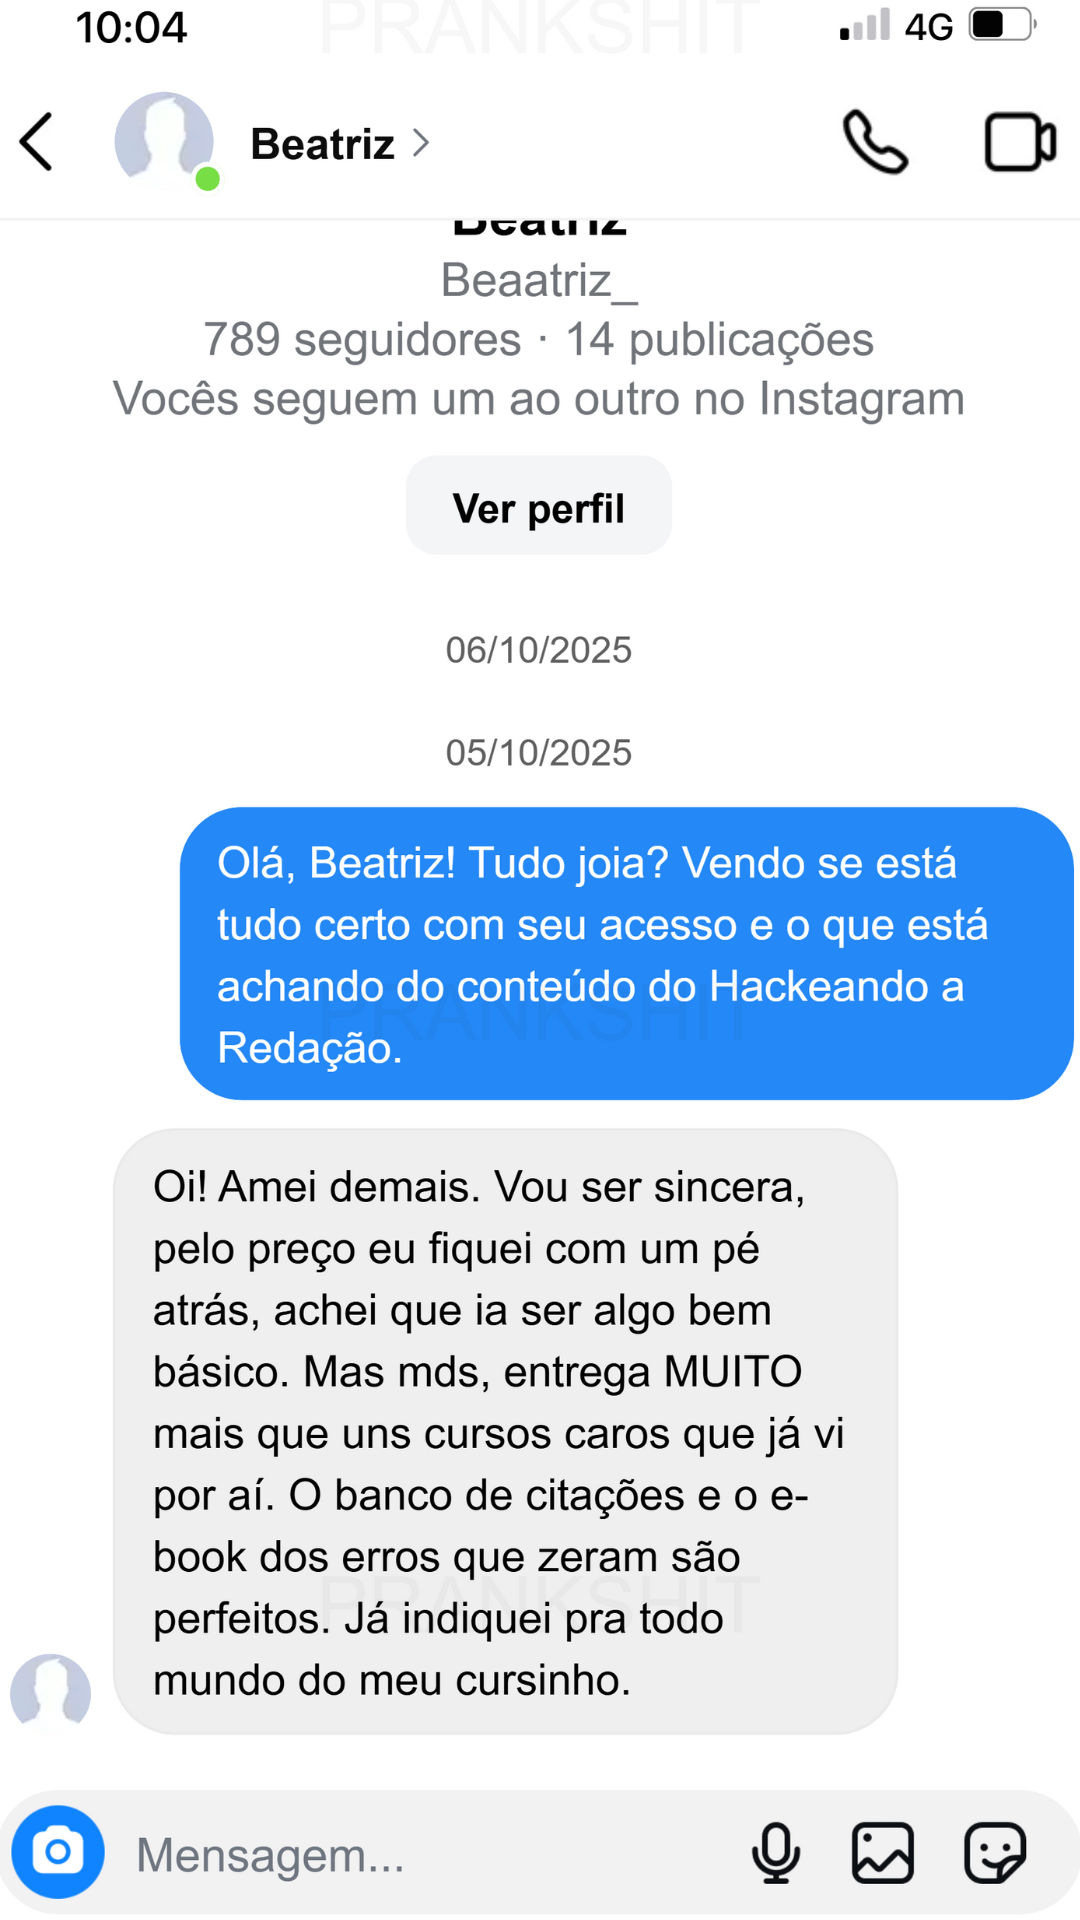 PRANKSHIT
10:04
4G
Beatriz
Beatriz
Beaatriz_
789 seguidores · 14 publicações
Vocês seguem um ao outro no Instagram
Ver perfil
06/10/2025
05/10/2025
Olá, Beatriz! Tudo joia? Vendo se está
tudo certo com seu acesso e o que está
achando do conteúdo do Hackeando a
PRANKSHIT
Redação.
Oi! Amei demais. Vou ser sincera,
pelo preço eu fiquei com um pé
atrás, achei que ia ser algo bem
básico. Mas mds, entrega MUITO
mais que uns cursos caros que já vi
por aí. O banco de citações e o e-
book dos erros que zeram são
PRANKSHIT
perfeitos. Já indiquei pra todo
mundo do meu cursinho.
Mensagem...